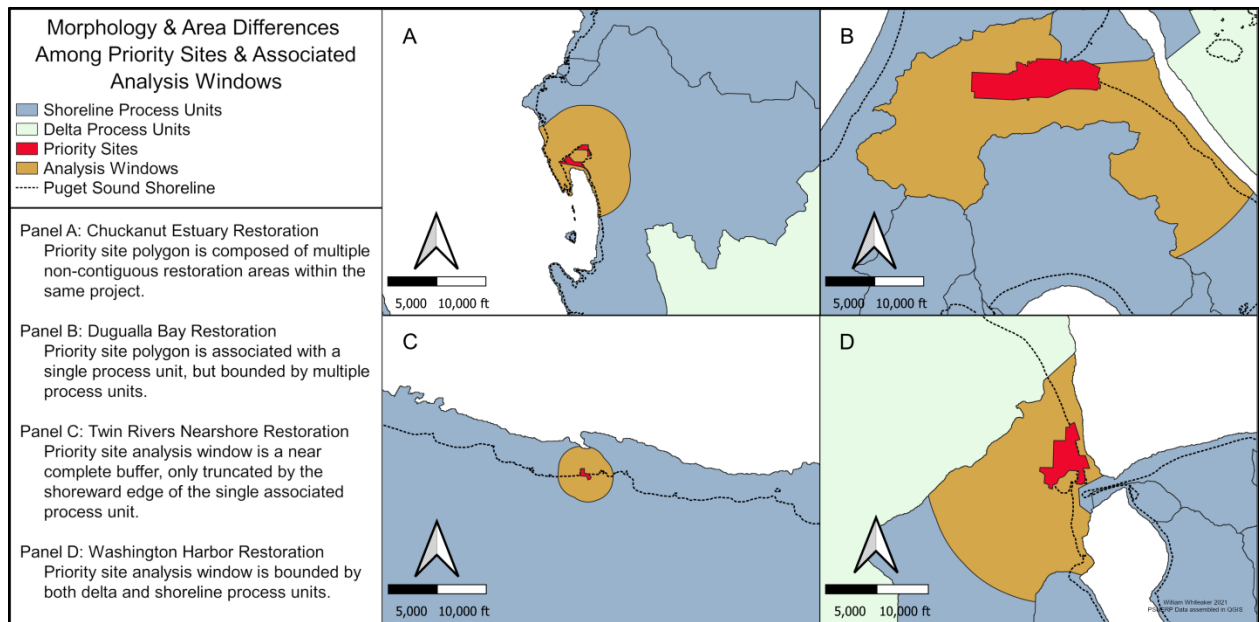 Morphology & Area Differences
Among Priority Sites & Associated
Analysis Windows
Shoreline Process Units
Delta Process Units
Priority Sites
Analysis Windows
Puget Sound Shoreline
Panel A: Chuckanut Estuary Restoration
Priority site polygon is composed of multiple
non-contiguous restoration areas within the
same project.
Panel B: Dugualla Bay Restoration
Priority site polygon is associated with a
single process unit, but bounded by multiple
process units.
Panel C: Twin Rivers Nearshore Restoration
Priority site analysis window is a near
complete buffer, only truncated by the
shoreward edge of the single associated
process unit.
Panel D: Washington Harbor Restoration
Priority site analysis window is bounded by
both delta and shoreline process units.
A
5,000 10,000 ft
B
5,000 10,000 ft
C
5,000 10,000 ft
D
5,000 10,000 ft
William Whiteaker 2021
Data assembled in QGIS